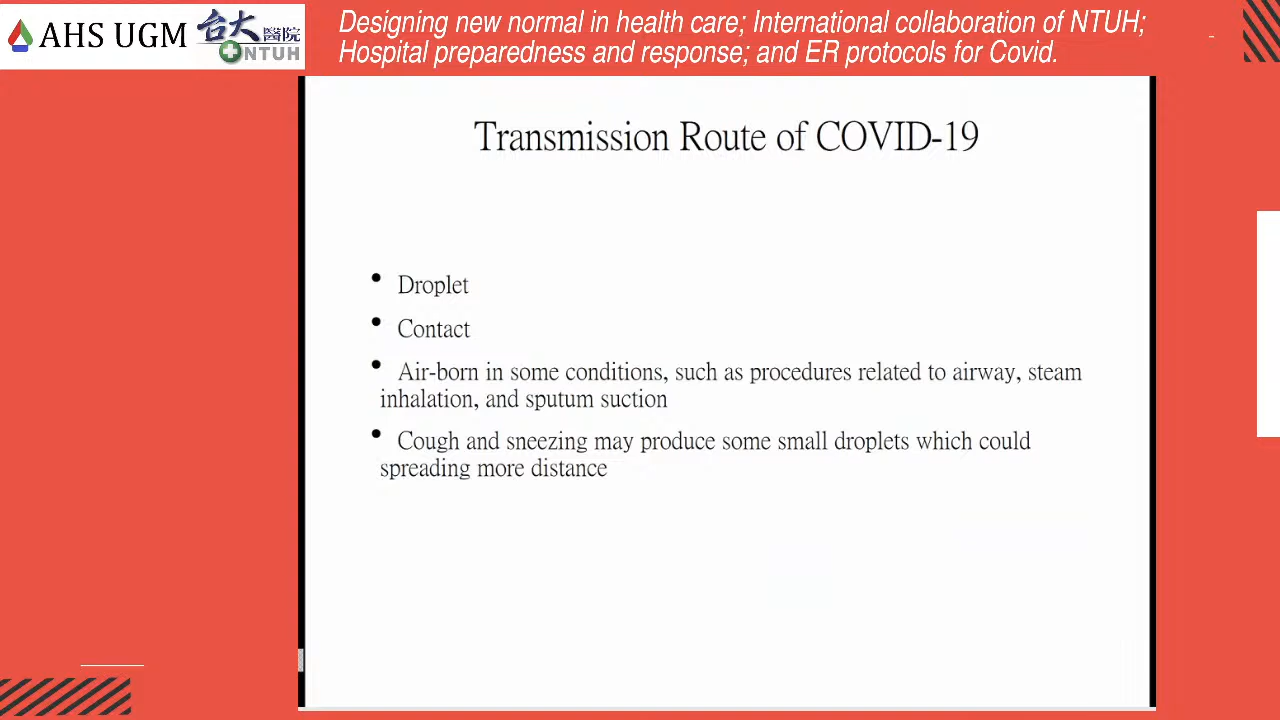 AHS UGM
台大醫院
NTUH
Designing new normal in health care; International collaboration of NTUH;
Hospital preparedness and response; and ER protocols for Covid.
Transmission Route of COVID-19
• Droplet
• Contact
• Air-born in some conditions, such as procedures related to airway, steam
inhalation, and sputum suction
• Cough and sneezing may produce some small droplets which could
spreading more distance